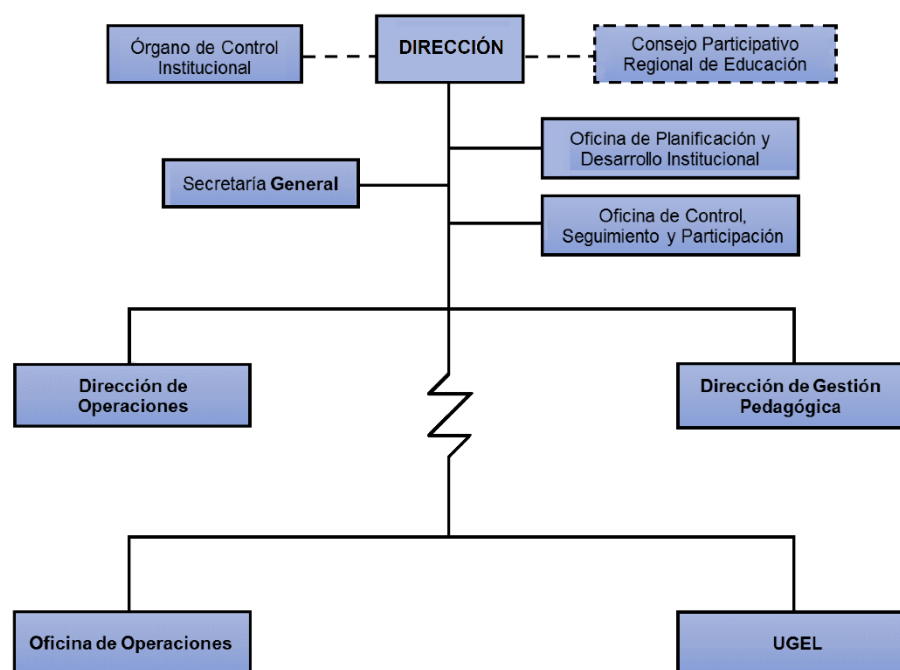 Órgano de Control
Institucional
DIRECCIÓN
Consejo Participativo
Regional de Educación
Oficina de Planificación y
Desarrollo Institucional
Secretaría General
Oficina de Control,
Seguimiento y Participación
Dirección de
Operaciones
Dirección de Gestión
Pedagógica
Oficina de Operaciones
UGEL